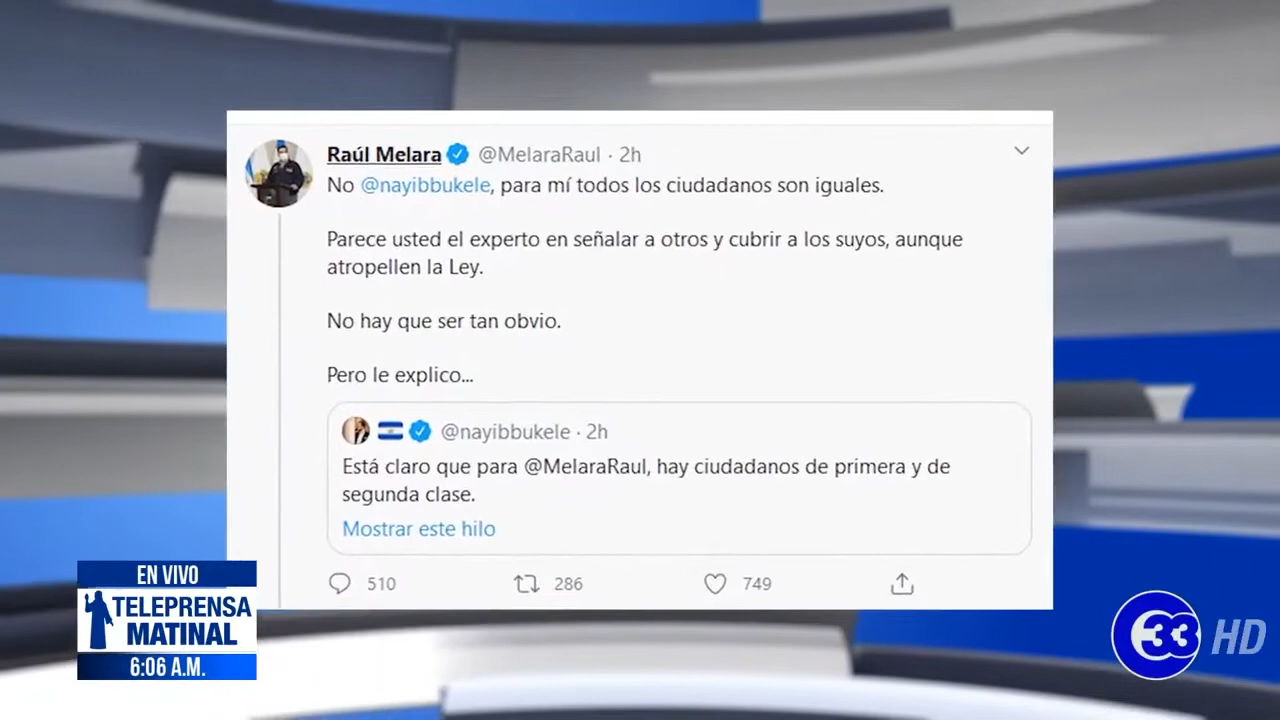 Raúl Melara @MelaraRaul · 2h
No @nayibbukele, para mí todos los ciudadanos son iguales.
Parece usted el experto en señalar a otros y cubrir a los suyos, aunque
atropellen la Ley.
No hay que ser tan obvio.
Pero le explico...
@nayibbukele · 2h
Está claro que para @MelaraRaul, hay ciudadanos de primera y de
segunda clase.
Mostrar este hilo
510 286 749
EN VIVO
TELEPRENSA
MATINAL
6:06 A.M.
33 HD